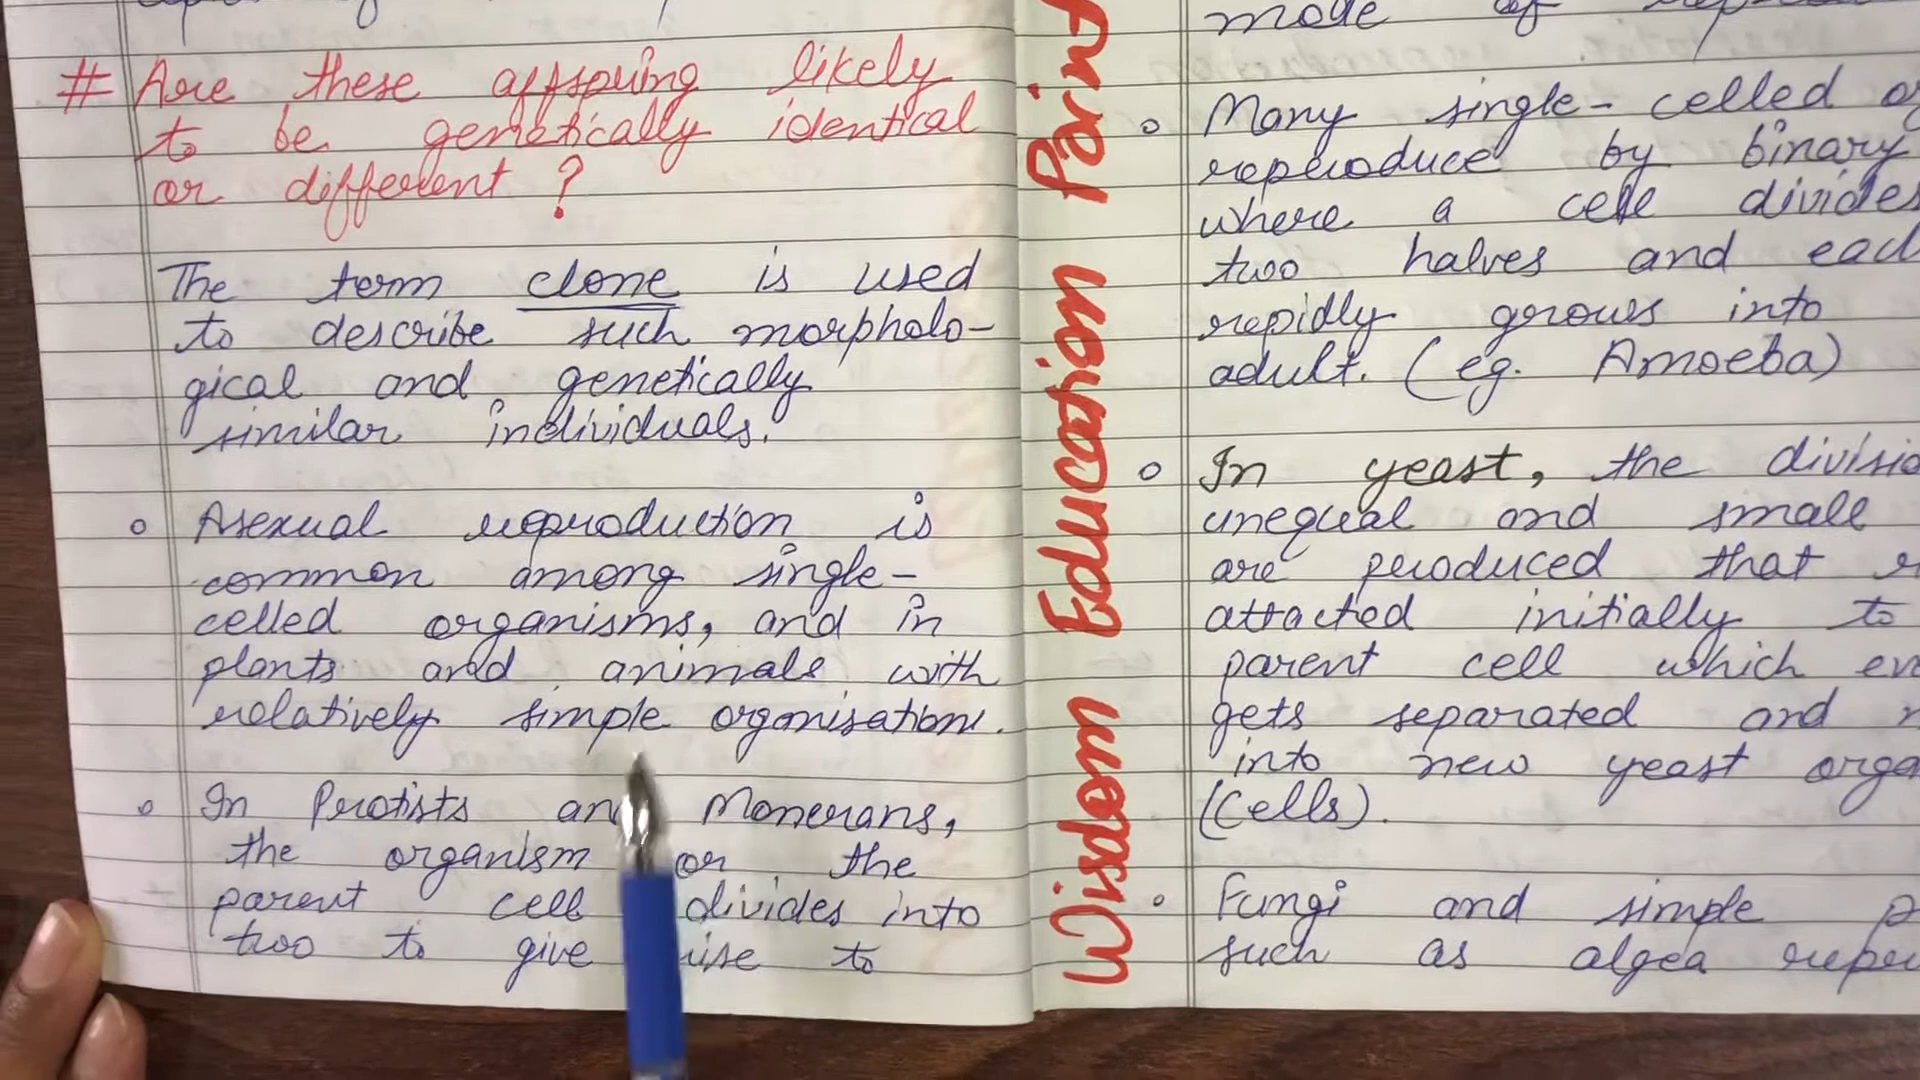 # Are these offspring likely
to be genetically identical
or different ?
The term clone is used
to describe such morpholo-
gical and genetically
similar individuals.
o Asexual reproduction is
common among single-
celled organisms, and in
plants and animals with
relatively simple organisation.
o In Protists and Monerans,
the organism or the
parent cell divides into
two to give rise to
Wisdom Education Point
mode of
o Many single-celled
reproduce by binary
where a cell divides
two halves and
rapidly grows into
adult. (eg. Amoeba)
o In yeast, the
unequal and small
are produced that
attacted initially to
parent cell which
gets separated and
into new yeast
(Cells).
o Fungi and simple
such as algea